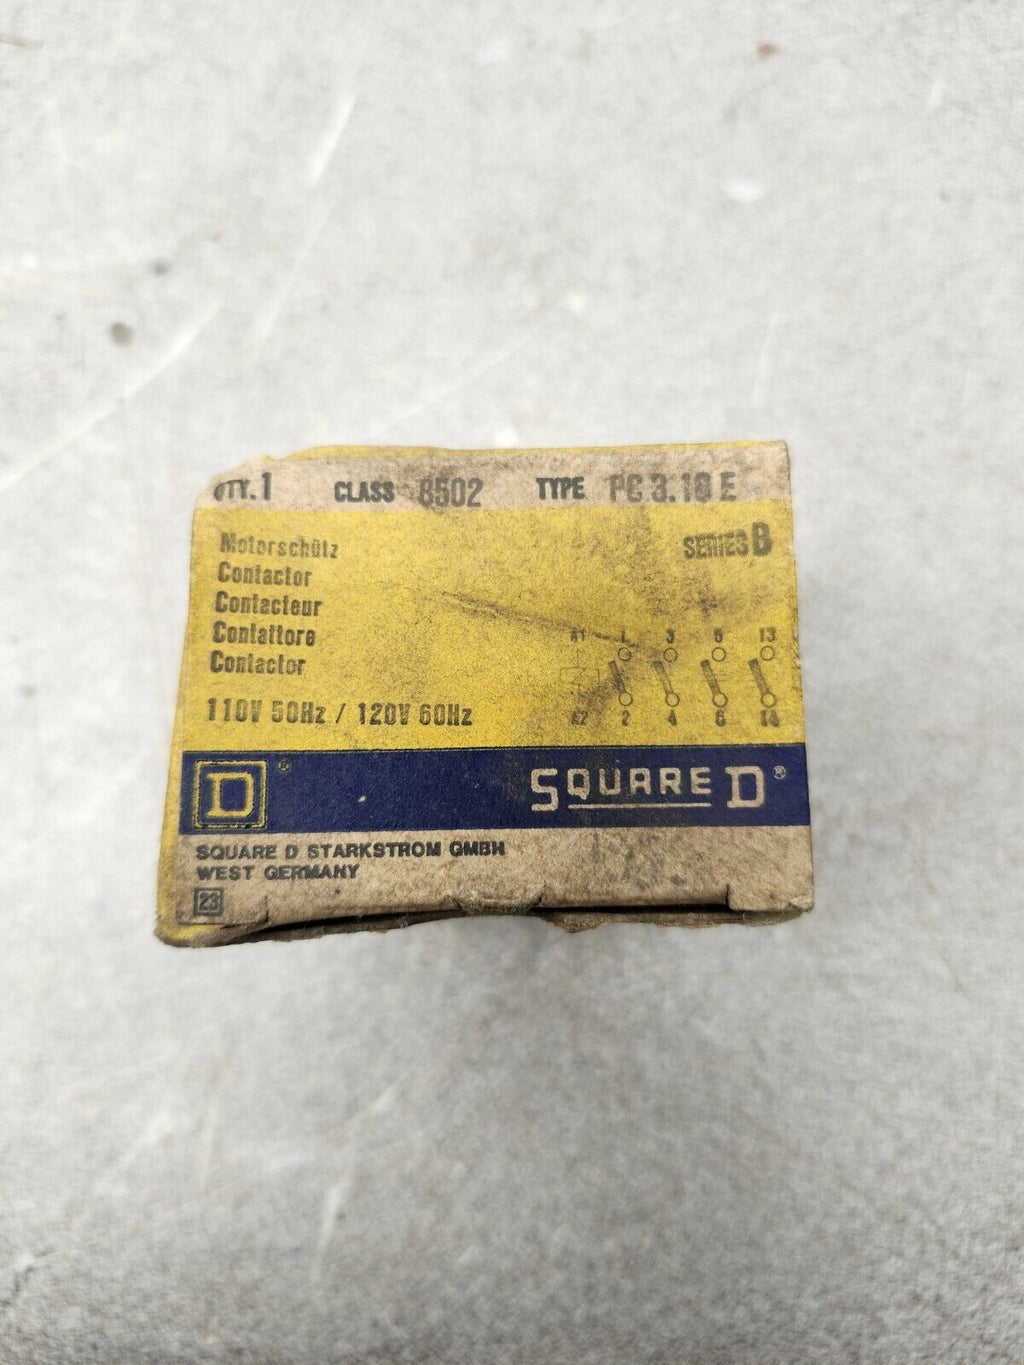 QTY. 1 CLASS 8502 TYPE PC 3.10 E
Motorschütz
Contactor
Contacteur
Contattore
Contactor
110V 50Hz / 120V 60Hz
SERIES B
A1 1 3 5 13
A2 2 4 6 14
D ®
SQUARE D ®
SQUARE D STARKSTROM GMBH
WEST GERMANY
23